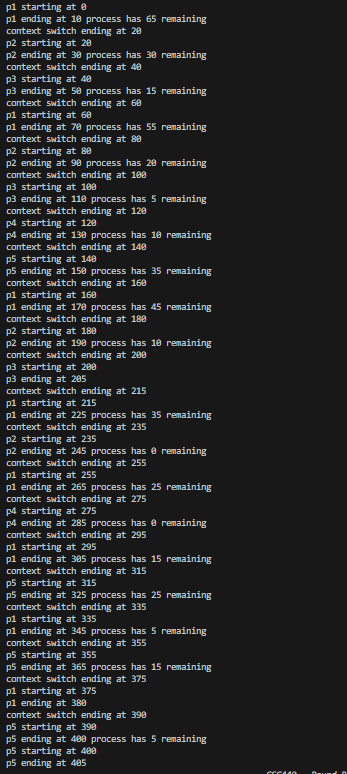 p1 starting at 0
p1 ending at 10 process has 65 remaining
context switch ending at 20
p2 starting at 20
p2 ending at 30 process has 30 remaining
context switch ending at 40
p3 starting at 40
p3 ending at 50 process has 15 remaining
context switch ending at 60
p1 starting at 60
p1 ending at 70 process has 55 remaining
context switch ending at 80
p2 starting at 80
p2 ending at 90 process has 20 remaining
context switch ending at 100
p3 starting at 100
p3 ending at 110 process has 5 remaining
context switch ending at 120
p4 starting at 120
p4 ending at 130 process has 10 remaining
context switch ending at 140
p5 starting at 140
p5 ending at 150 process has 35 remaining
context switch ending at 160
p1 starting at 160
p1 ending at 170 process has 45 remaining
context switch ending at 180
p2 starting at 180
p2 ending at 190 process has 10 remaining
context switch ending at 200
p3 starting at 200
p3 ending at 205
context switch ending at 215
p1 starting at 215
p1 ending at 225 process has 35 remaining
context switch ending at 235
p2 starting at 235
p2 ending at 245 process has 0 remaining
context switch ending at 255
p1 starting at 255
p1 ending at 265 process has 25 remaining
context switch ending at 275
p4 starting at 275
p4 ending at 285 process has 0 remaining
context switch ending at 295
p1 starting at 295
p1 ending at 305 process has 15 remaining
context switch ending at 315
p5 starting at 315
p5 ending at 325 process has 25 remaining
context switch ending at 335
p1 starting at 335
p1 ending at 345 process has 5 remaining
context switch ending at 355
p5 starting at 355
p5 ending at 365 process has 15 remaining
context switch ending at 375
p1 starting at 375
p1 ending at 380
context switch ending at 390
p5 starting at 390
p5 ending at 400 process has 5 remaining
p5 starting at 400
p5 ending at 405